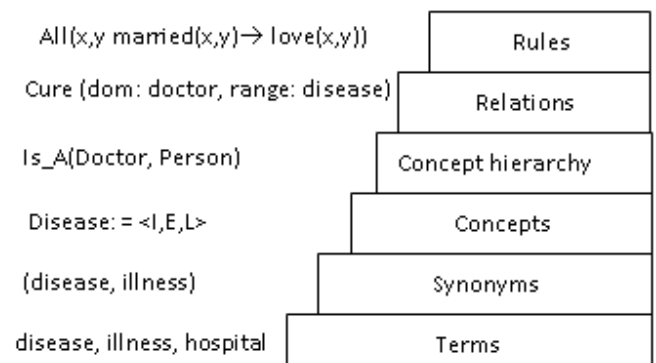 All(x,y married(x,y)→ love(x,y)) Rules
Cure (dom: doctor, range: disease) Relations
Is_A(Doctor, Person) Concept hierarchy
Disease: = <I,E,L> Concepts
(disease, illness) Synonyms
disease, illness, hospital Terms